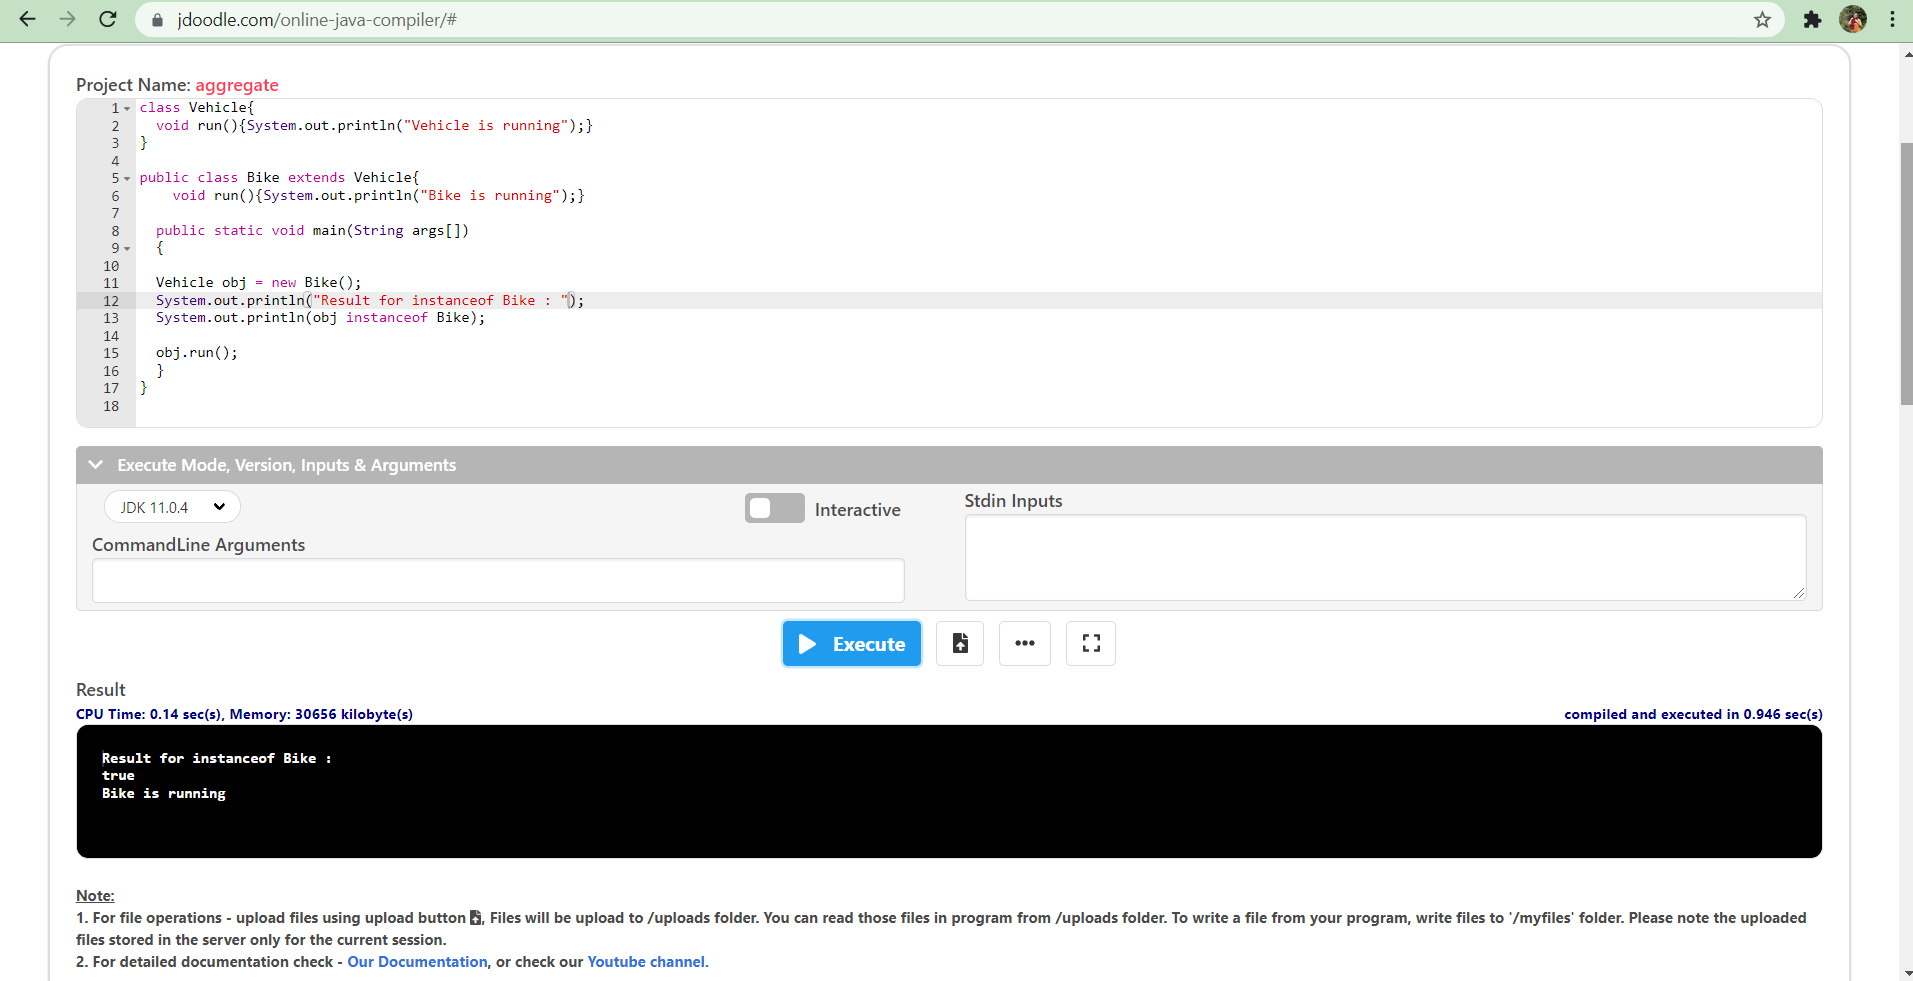 jdoodle.com/online-java-compiler/#
Project Name: aggregate
1 class Vehicle{
2   void run(){System.out.println("Vehicle is running");}
3 }
4
5 public class Bike extends Vehicle{
6     void run(){System.out.println("Bike is running");}
7
8   public static void main(String args[])
9   {
10
11   Vehicle obj = new Bike();
12   System.out.println("Result for instanceof Bike : ");
13   System.out.println(obj instanceof Bike);
14
15   obj.run();
16   }
17 }
18
Execute Mode, Version, Inputs & Arguments
JDK 11.0.4
Interactive
Stdin Inputs
CommandLine Arguments
Execute
Result
CPU Time: 0.14 sec(s), Memory: 30656 kilobyte(s)
compiled and executed in 0.946 sec(s)
Result for instanceof Bike :
true
Bike is running
Note:
1. For file operations - upload files using upload button , Files will be upload to /uploads folder. You can read those files in program from /uploads folder. To write a file from your program, write files to '/myfiles' folder. Please note the uploaded
files stored in the server only for the current session.
2. For detailed documentation check - Our Documentation, or check our Youtube channel.